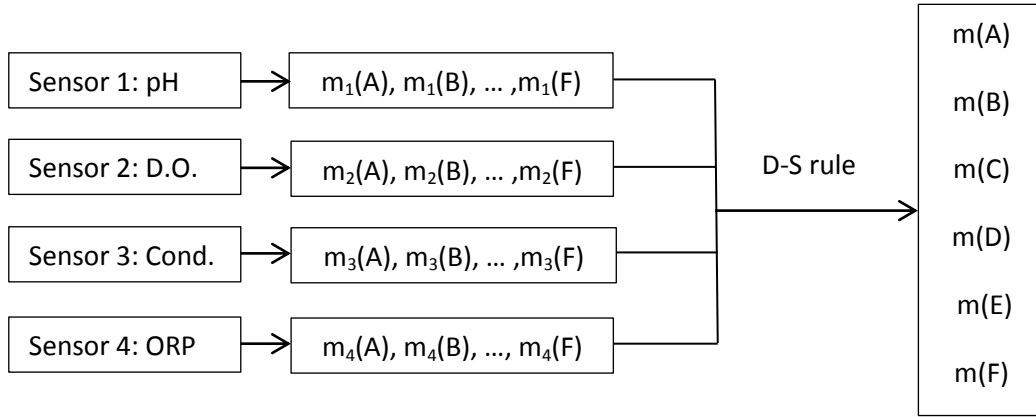 Sensor 1: pH
m₁(A), m₁(B), … ,m₁(F)
Sensor 2: D.O.
m₂(A), m₂(B), … ,m₂(F)
Sensor 3: Cond.
m₃(A), m₃(B), … ,m₃(F)
Sensor 4: ORP
m₄(A), m₄(B), …, m₄(F)
D-S rule
m(A)
m(B)
m(C)
m(D)
m(E)
m(F)